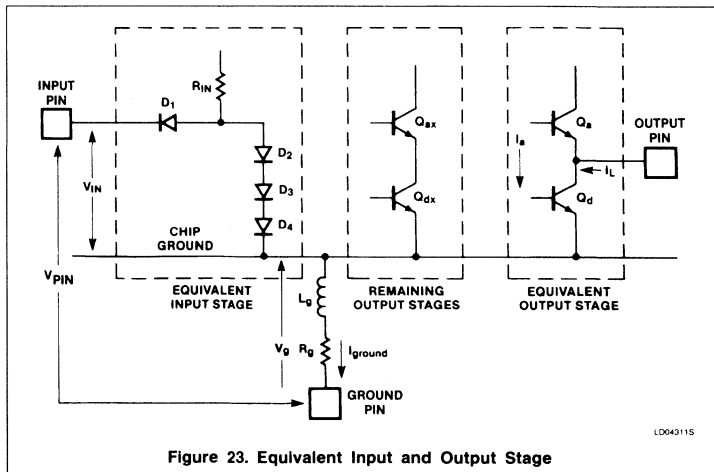 INPUT
PIN
RIN
D1
D2
D3
D4
VIN
VPIN
CHIP
GROUND
EQUIVALENT
INPUT STAGE
Vg
Lg
Rg
Iground
GROUND
PIN
Qax
Qdx
REMAINING
OUTPUT STAGES
Ia
Qa
Qd
IL
OUTPUT
PIN
EQUIVALENT
OUTPUT
STAGE
LD04311S
Figure 23. Equivalent Input and Output Stage